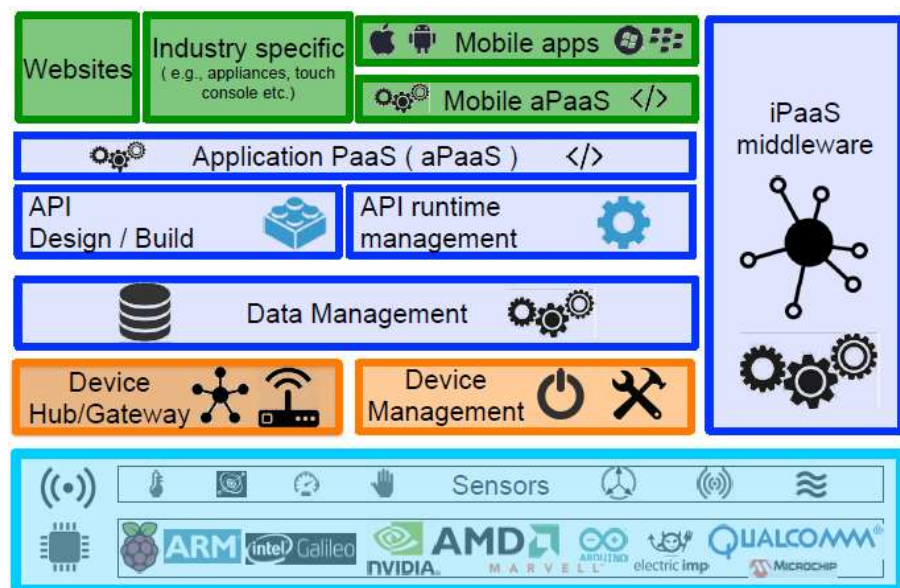 Websites
Industry specific
( e.g., appliances, touch
console etc.)
Mobile apps
Mobile aPaaS </>
iPaaS
middleware
Application PaaS ( aPaaS ) </>
API
Design / Build
API runtime
management
Data Management
Device
Hub/Gateway
Device
Management
Sensors
ARM
intel Galileo
NVIDIA.
AMD
MARVELL
ARDUINO
electric imp
QUALCOMM®
MICROCHIP